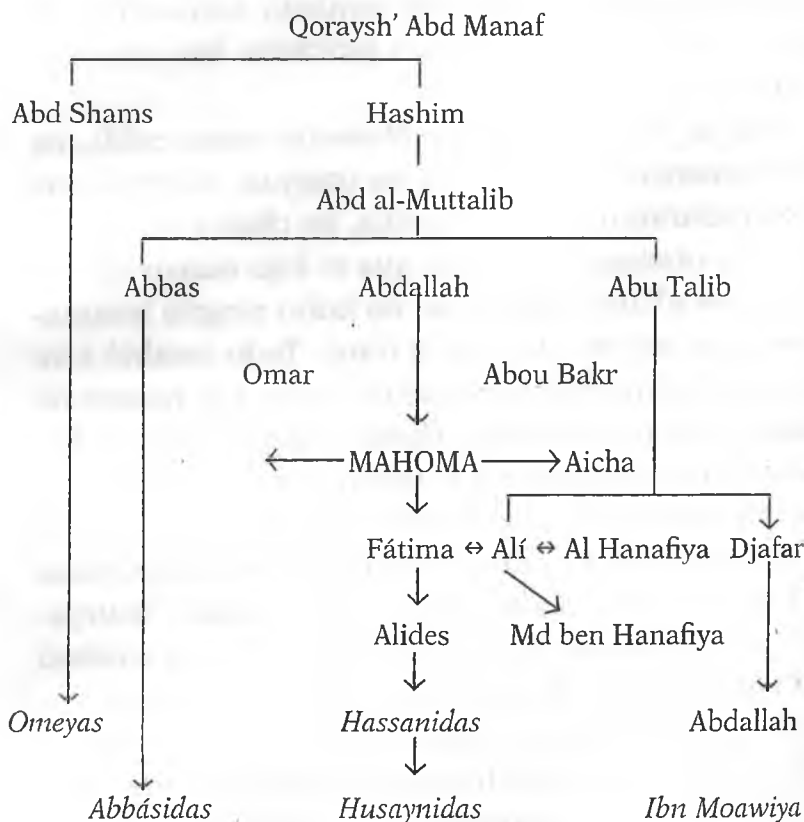 Qoraysh' Abd Manaf
Abd Shams Hashim
Abd al-Muttalib
Abbas Abdallah Abu Talib
Omar Abou Bakr
MAHOMA Aicha
Fátima ⇔ Alí ⇔ Al Hanafiya Djafar
Alides Md ben Hanafiya
Omeyas Hassanidas Abdallah
Abbásidas Husaynidas Ibn Moawiya